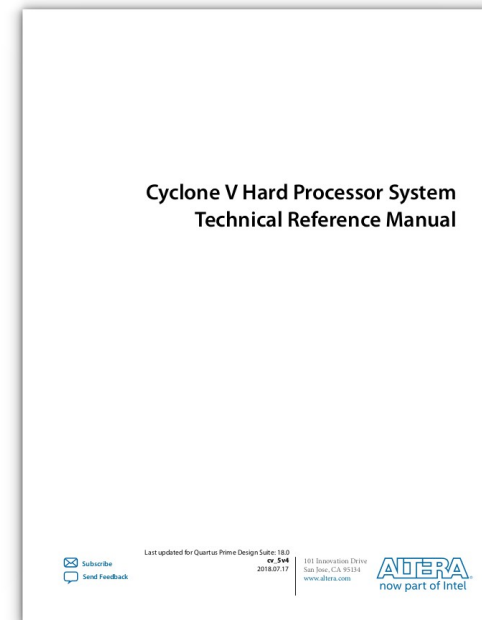 Cyclone V Hard Processor System
Technical Reference Manual
Subscribe
Send Feedback
Last updated for Quartus Prime Design Suite: 18.0
cv_5v4
2018.07.17
101 Innovation Drive
San Jose, CA 95134
www.altera.com
ALTERA
now part of Intel